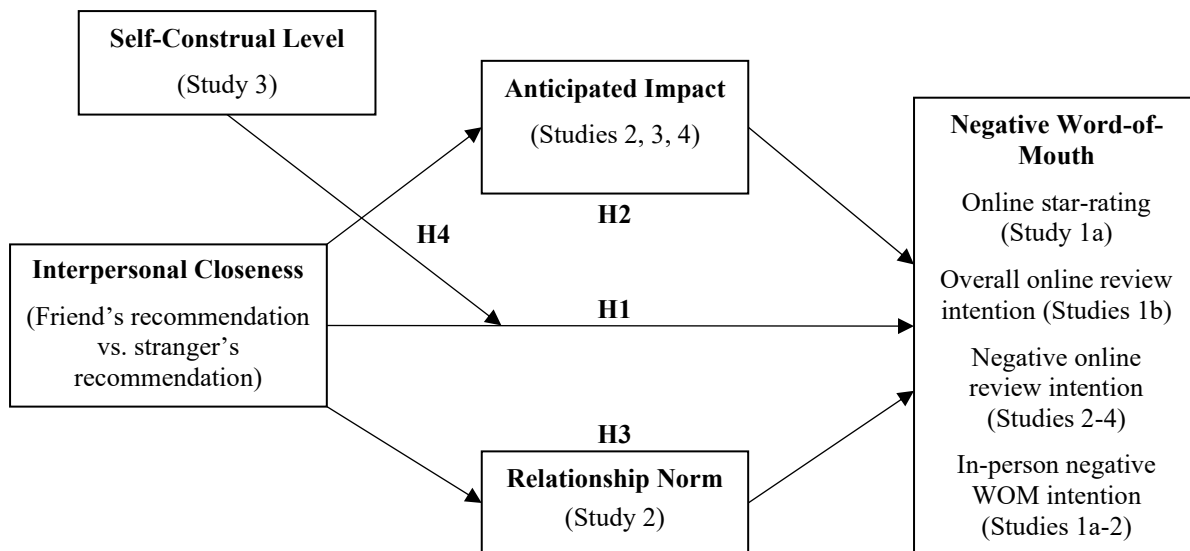 Self-Construal Level
(Study 3)
Anticipated Impact
(Studies 2, 3, 4)
H2
H4
Interpersonal Closeness
(Friend's recommendation
vs. stranger's
recommendation)
H1
H3
Relationship Norm
(Study 2)
Negative Word-of-
Mouth
Online star-rating
(Study 1a)
Overall online review
intention (Studies 1b)
Negative online
review intention
(Studies 2-4)
In-person negative
WOM intention
(Studies 1a-2)